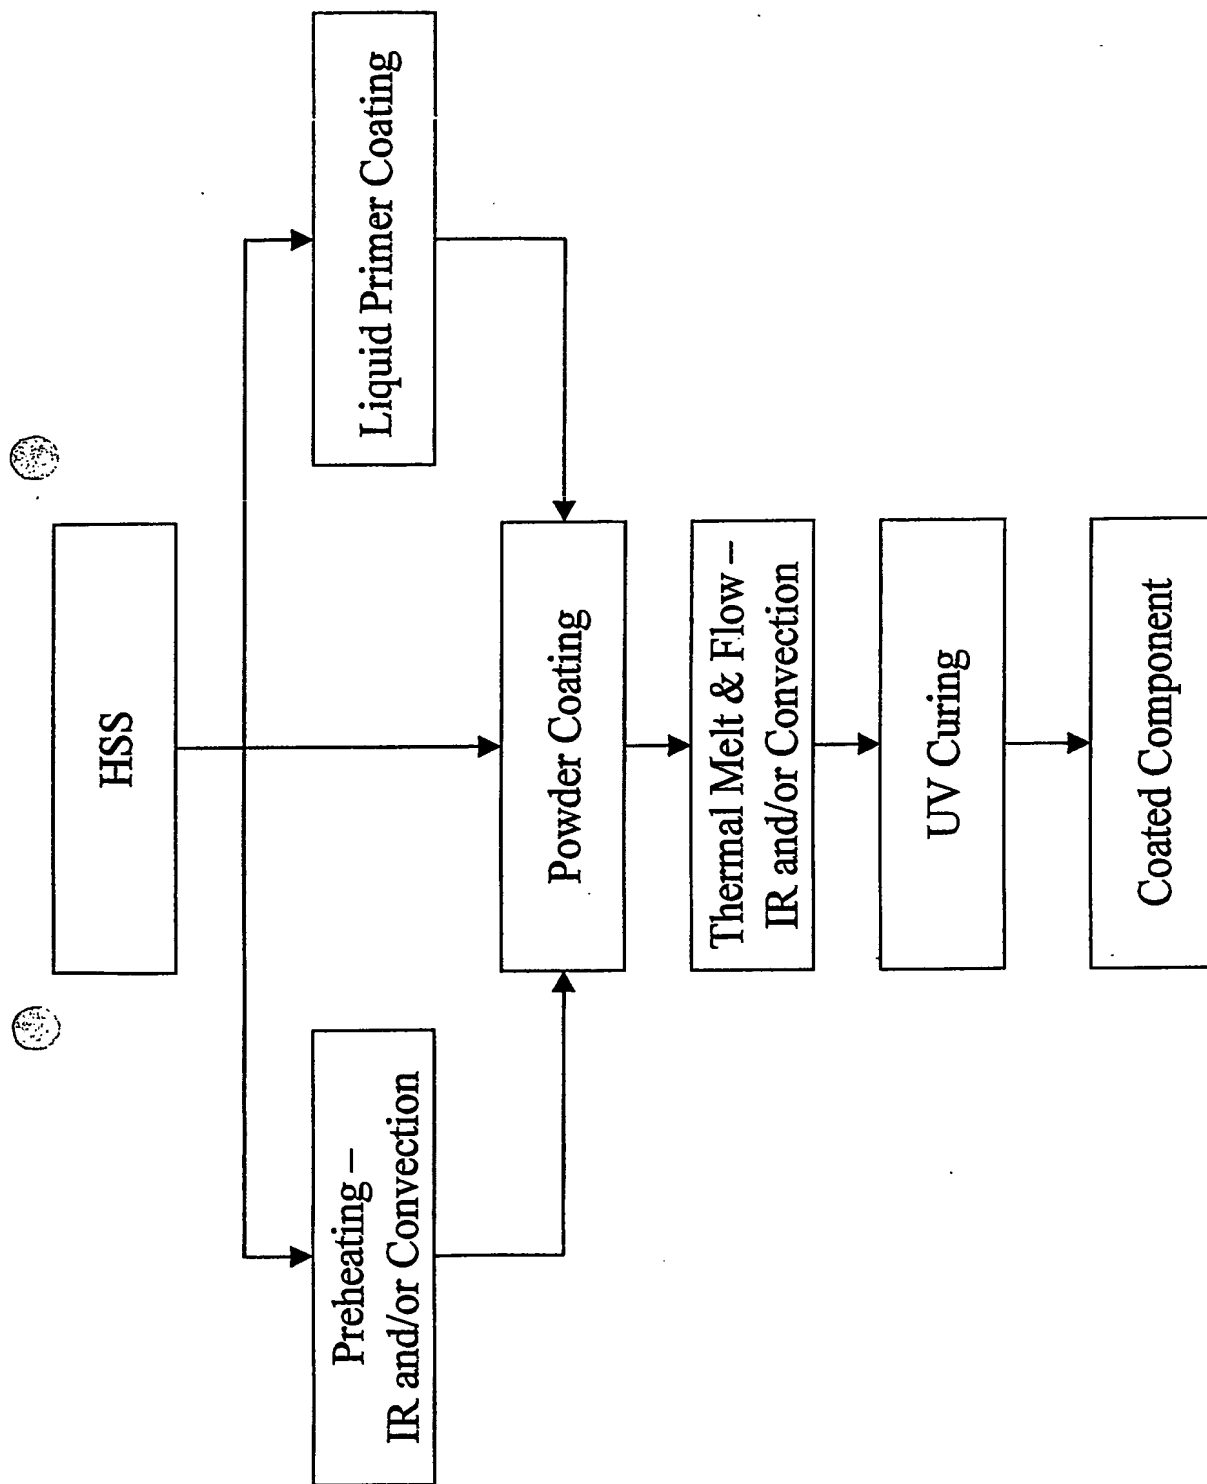 HSS
Preheating –
IR and/or Convection
Liquid Primer Coating
Powder Coating
Thermal Melt & Flow –
IR and/or Convection
UV Curing
Coated Component